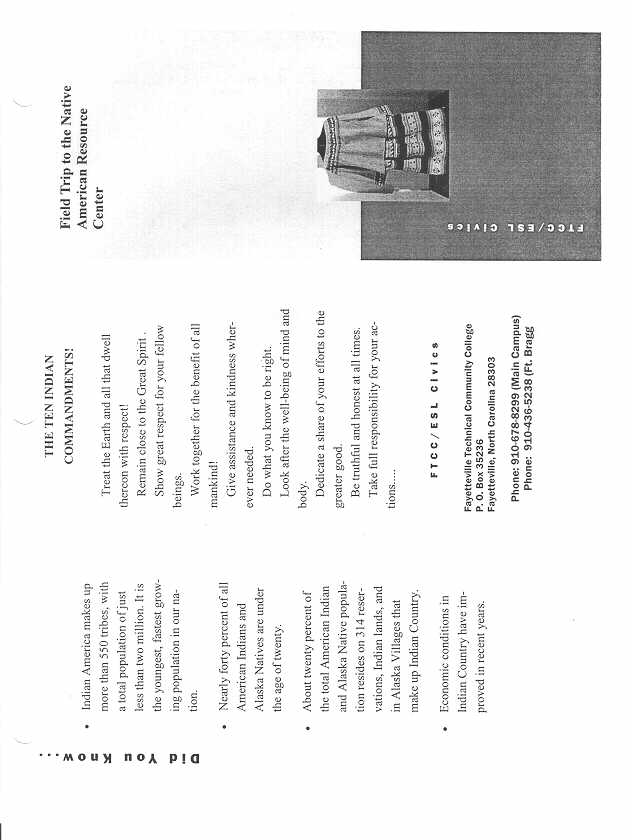 Did You Know...
• Indian America makes up
more than 550 tribes, with
a total population of just
less than two million. It is
the youngest, fastest grow-
ing population in our na-
tion.
• Nearly forty percent of all
American Indians and
Alaska Natives are under
the age of twenty.
• About twenty percent of
the total American Indian
and Alaska Native popula-
tion resides on 314 reser-
vations, Indian lands, and
in Alaska Villages that
make up Indian Country.
• Economic conditions in
Indian Country have im-
proved in recent years.
THE TEN INDIAN
COMMANDMENTS!
Treat the Earth and all that dwell
thereon with respect!
Remain close to the Great Spirit .
Show great respect for your fellow
beings.
Work together for the benefit of all
mankind!
Give assistance and kindness wher-
ever needed.
Do what you know to be right.
Look after the well-being of mind and
body.
Dedicate a share of your efforts to the
greater good.
Be truthful and honest at all times.
Take full responsibility for your ac-
tions.....
FTCC/ESL Civics
Fayetteville Technical Community College
P. O. Box 35236
Fayetteville, North Carolina 28303
Phone: 910-678-8299 (Main Campus)
Phone: 910-436-5238 (Ft. Bragg
Field Trip to the Native
American Resource
Center
FTCC/ESL Civics